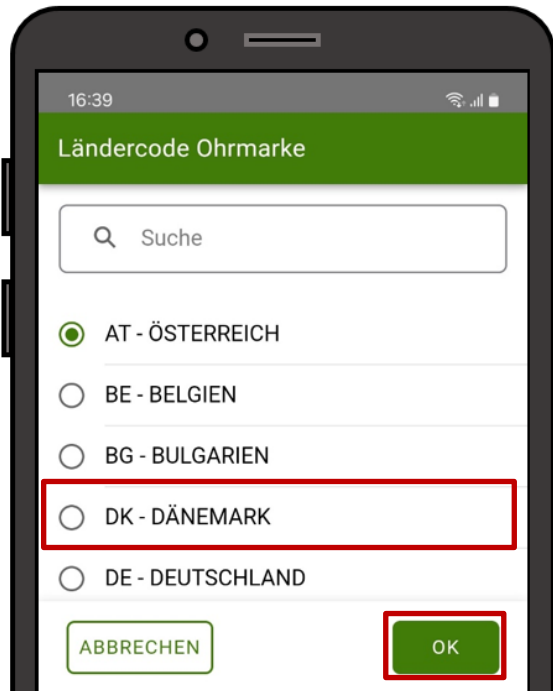 16:39
Ländercode Ohrmarke
Suche
AT - ÖSTERREICH
BE - BELGIEN
BG - BULGARIEN
DK - DÄNEMARK
DE - DEUTSCHLAND
ABBRECHEN
OK